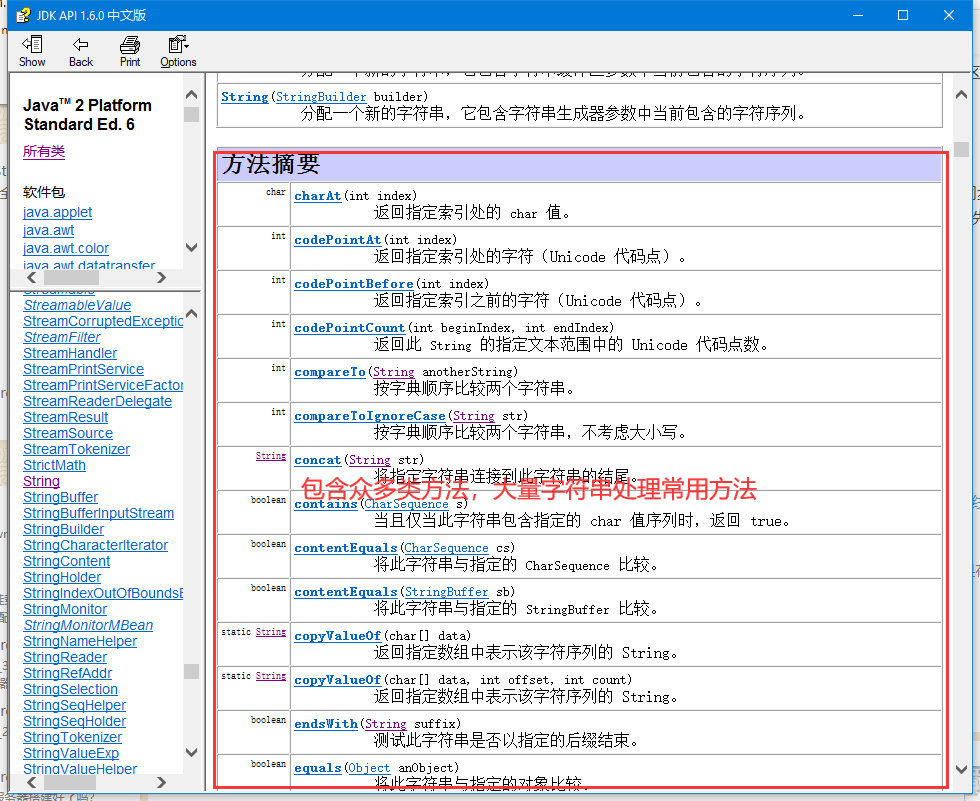 JDK API 1.6.0 中文版
Show
Back
Print
Options
Java™ 2 Platform
Standard Ed. 6
所有类
软件包
java.applet
java.awt
java.awt.color
java.awt.datatransfer
StreamableValue
StreamCorruptedExceptic
StreamFilter
StreamHandler
StreamPrintService
StreamPrintServiceFactor
StreamReaderDelegate
StreamResult
StreamSource
StreamTokenizer
StrictMath
String
StringBuffer
StringBufferInputStream
StringBuilder
StringCharacterIterator
StringContent
StringHolder
StringIndexOutOfBoundsE
StringMonitor
StringMonitorMBean
StringNameHelper
StringReader
StringRefAddr
StringSelection
StringSeqHelper
StringSeqHolder
StringTokenizer
StringValueExp
StringValueHelper
String(StringBuilder builder)
分配一个新的字符串，它包含字符串生成器参数中当前包含的字符序列。
方法摘要
char charAt(int index)
返回指定索引处的 char 值。
int codePointAt(int index)
返回指定索引处的字符（Unicode 代码点）。
int codePointBefore(int index)
返回指定索引之前的字符（Unicode 代码点）。
int codePointCount(int beginIndex, int endIndex)
返回此 String 的指定文本范围中的 Unicode 代码点数。
int compareTo(String anotherString)
按字典顺序比较两个字符串。
int compareToIgnoreCase(String str)
按字典顺序比较两个字符串，不考虑大小写。
String concat(String str)
将指定字符串连接到此字符串的结尾。
包含众多类方法，大量字符串处理常用方法
boolean contains(CharSequence s)
当且仅当此字符串包含指定的 char 值序列时，返回 true。
boolean contentEquals(CharSequence cs)
将此字符串与指定的 CharSequence 比较。
boolean contentEquals(StringBuffer sb)
将此字符串与指定的 StringBuffer 比较。
static String copyValueOf(char[] data)
返回指定数组中表示该字符序列的 String。
static String copyValueOf(char[] data, int offset, int count)
返回指定数组中表示该字符序列的 String。
boolean endsWith(String suffix)
测试此字符串是否以指定的后缀结束。
boolean equals(Object anObject)
将此字符串与指定的对象比较。